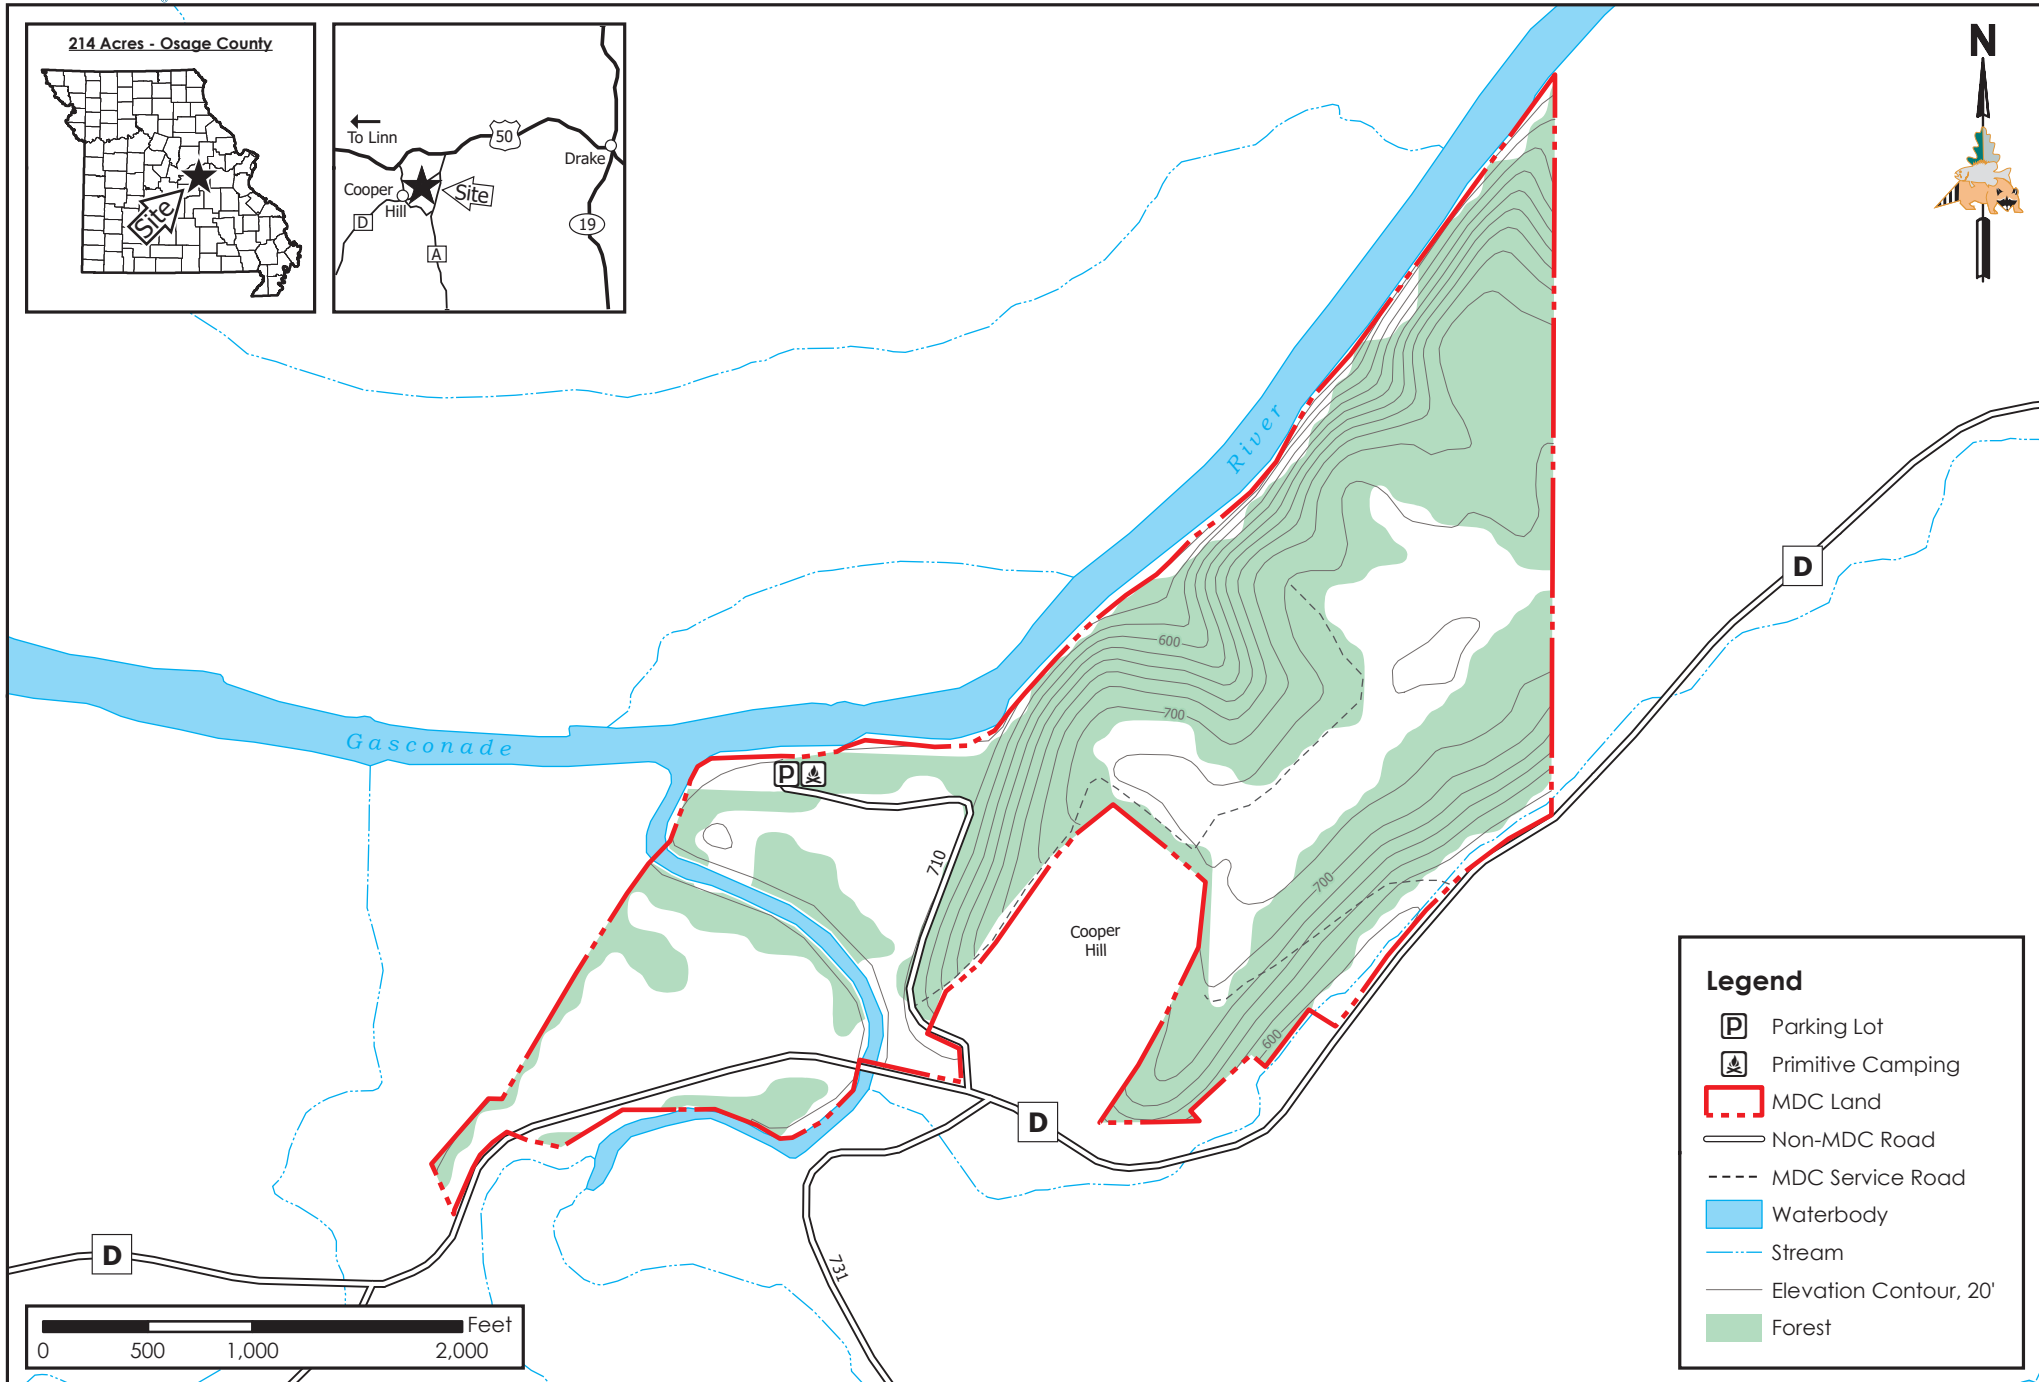 214 Acres - Osage County
Site
To Linn
50
Drake
Cooper
Hill
Site
D
A
19
N
River
D
600
700
Gasconade
P
710
700
Cooper
Hill
600
D
D
731
Feet
0 500 1,000 2,000
Legend
P Parking Lot
Primitive Camping
MDC Land
Non-MDC Road
MDC Service Road
Waterbody
Stream
Elevation Contour, 20'
Forest